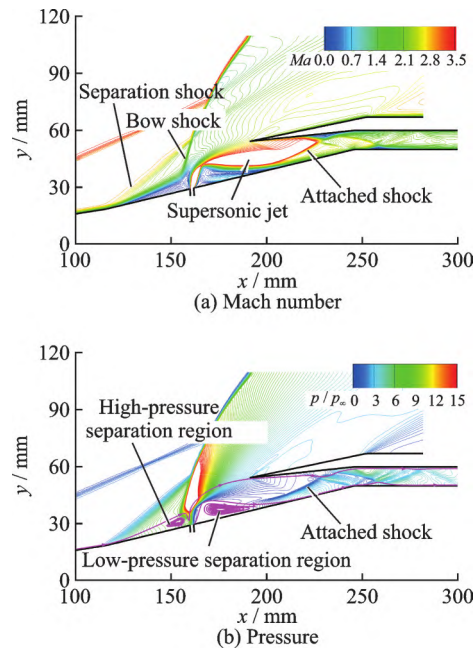 120
90
60
30
0
y / mm
Ma 0.0 0.7 1.4 2.1 2.8 3.5
Separation shock
Bow shock
Supersonic jet
Attached shock
100 150 200 250 300
x / mm
(a) Mach number
120
90
60
30
0
y / mm
p / p∞ 0 3 6 9 12 15
High-pressure
separation region
Attached shock
Low-pressure separation region
100 150 200 250 300
x / mm
(b) Pressure